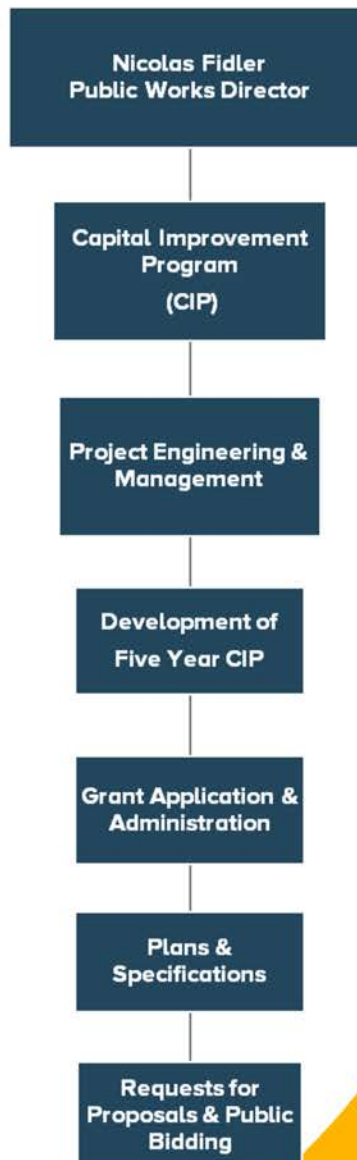 Nicolas Fidler
Public Works Director
Capital Improvement
Program
(CIP)
Project Engineering &
Management
Development of
Five Year CIP
Grant Application &
Administration
Plans &
Specifications
Requests for
Proposals & Public
Bidding